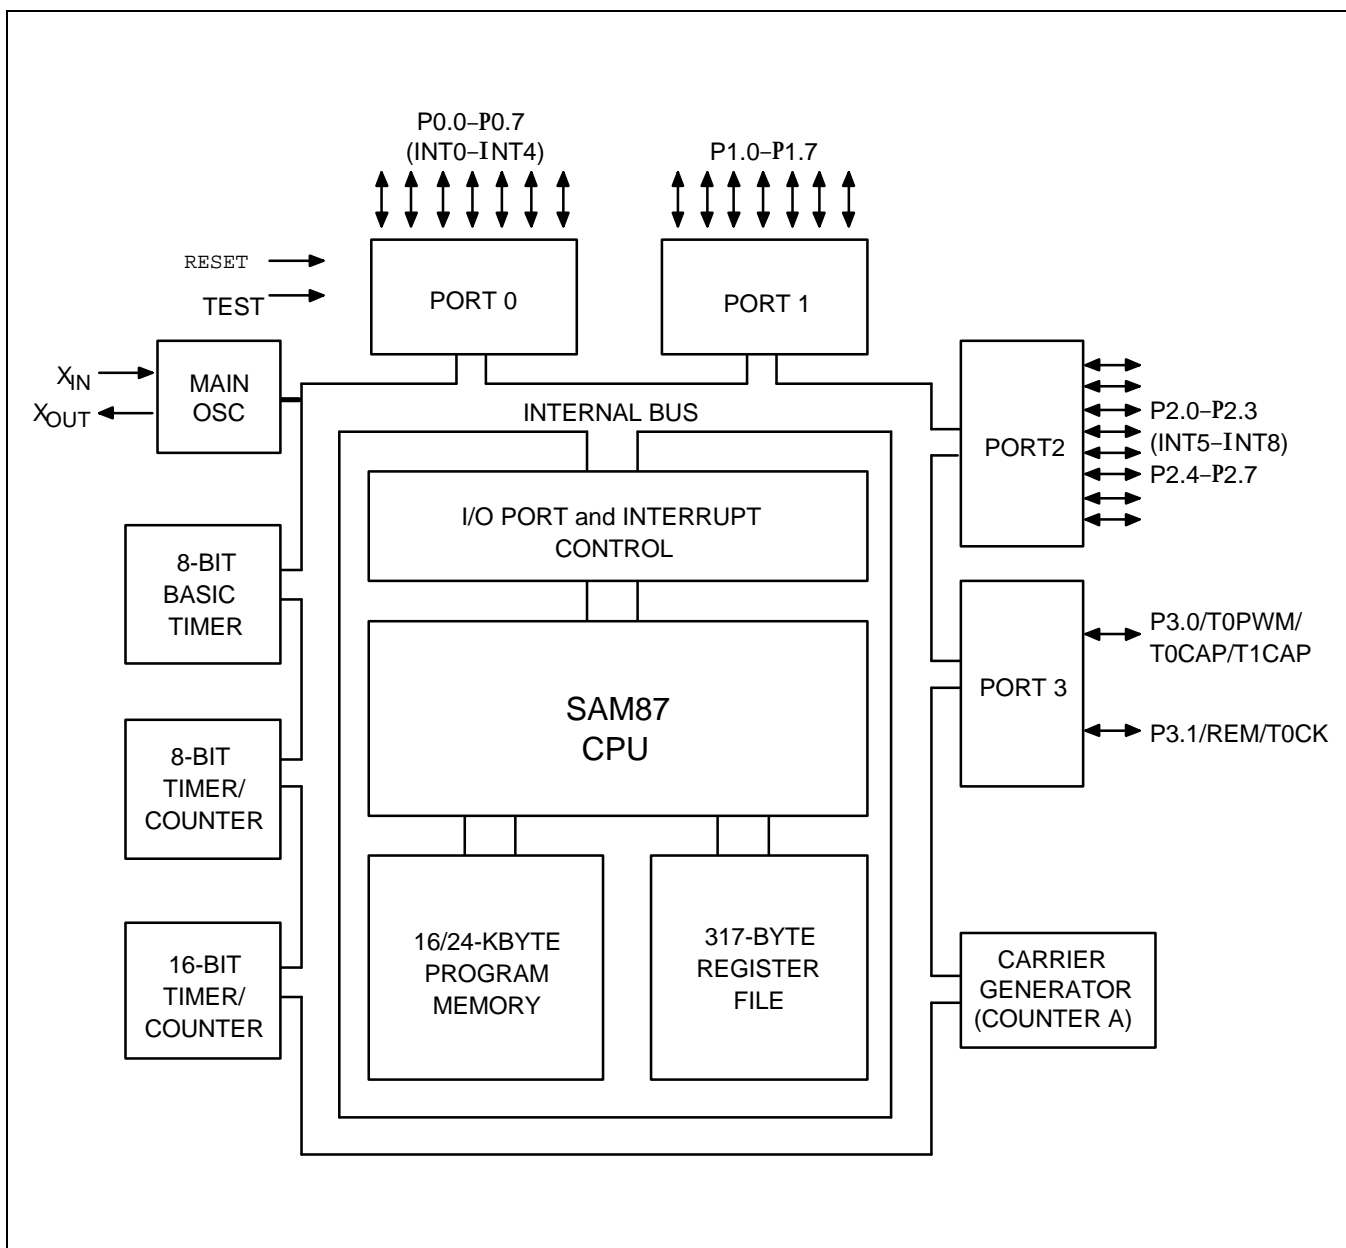 P0.0–P0.7
(INT0–INT4)
P1.0–P1.7
RESET
TEST
PORT 0
PORT 1
XIN
XOUT
MAIN
OSC
INTERNAL BUS
PORT2
P2.0–P2.3
(INT5–INT8)
P2.4–P2.7
I/O PORT and INTERRUPT
CONTROL
8-BIT
BASIC
TIMER
P3.0/T0PWM/
T0CAP/T1CAP
PORT 3
P3.1/REM/T0CK
SAM87
CPU
8-BIT
TIMER/
COUNTER
16-BIT
TIMER/
COUNTER
16/24-KBYTE
PROGRAM
MEMORY
317-BYTE
REGISTER
FILE
CARRIER
GENERATOR
(COUNTER A)